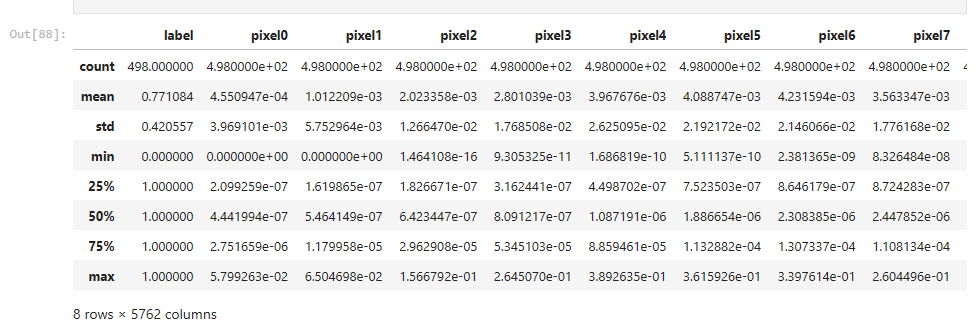 Out[88]:
label pixel0 pixel1 pixel2 pixel3 pixel4 pixel5 pixel6 pixel7
count 498.000000 4.980000e+02 4.980000e+02 4.980000e+02 4.980000e+02 4.980000e+02 4.980000e+02 4.980000e+02 4.980000e+02
mean 0.771084 4.550947e-04 1.012209e-03 2.023358e-03 2.801039e-03 3.967676e-03 4.088747e-03 4.231594e-03 3.563347e-03
std 0.420557 3.969101e-03 5.752964e-03 1.266470e-02 1.768508e-02 2.625095e-02 2.192172e-02 2.146066e-02 1.776168e-02
min 0.000000 0.000000e+00 0.000000e+00 1.464108e-16 9.305325e-11 1.686819e-10 5.111137e-10 2.381365e-09 8.326484e-08
25% 1.000000 2.099259e-07 1.619865e-07 1.826671e-07 3.162441e-07 4.498702e-07 7.523503e-07 8.646179e-07 8.724283e-07
50% 1.000000 4.441994e-07 5.464149e-07 6.423447e-07 8.091217e-07 1.087191e-06 1.886654e-06 2.308385e-06 2.447852e-06
75% 1.000000 2.751659e-06 1.179958e-05 2.962908e-05 5.345103e-05 8.859461e-05 1.132882e-04 1.307337e-04 1.108134e-04
max 1.000000 5.799263e-02 6.504698e-02 1.566792e-01 2.645070e-01 3.892635e-01 3.615926e-01 3.397614e-01 2.604496e-01
8 rows × 5762 columns